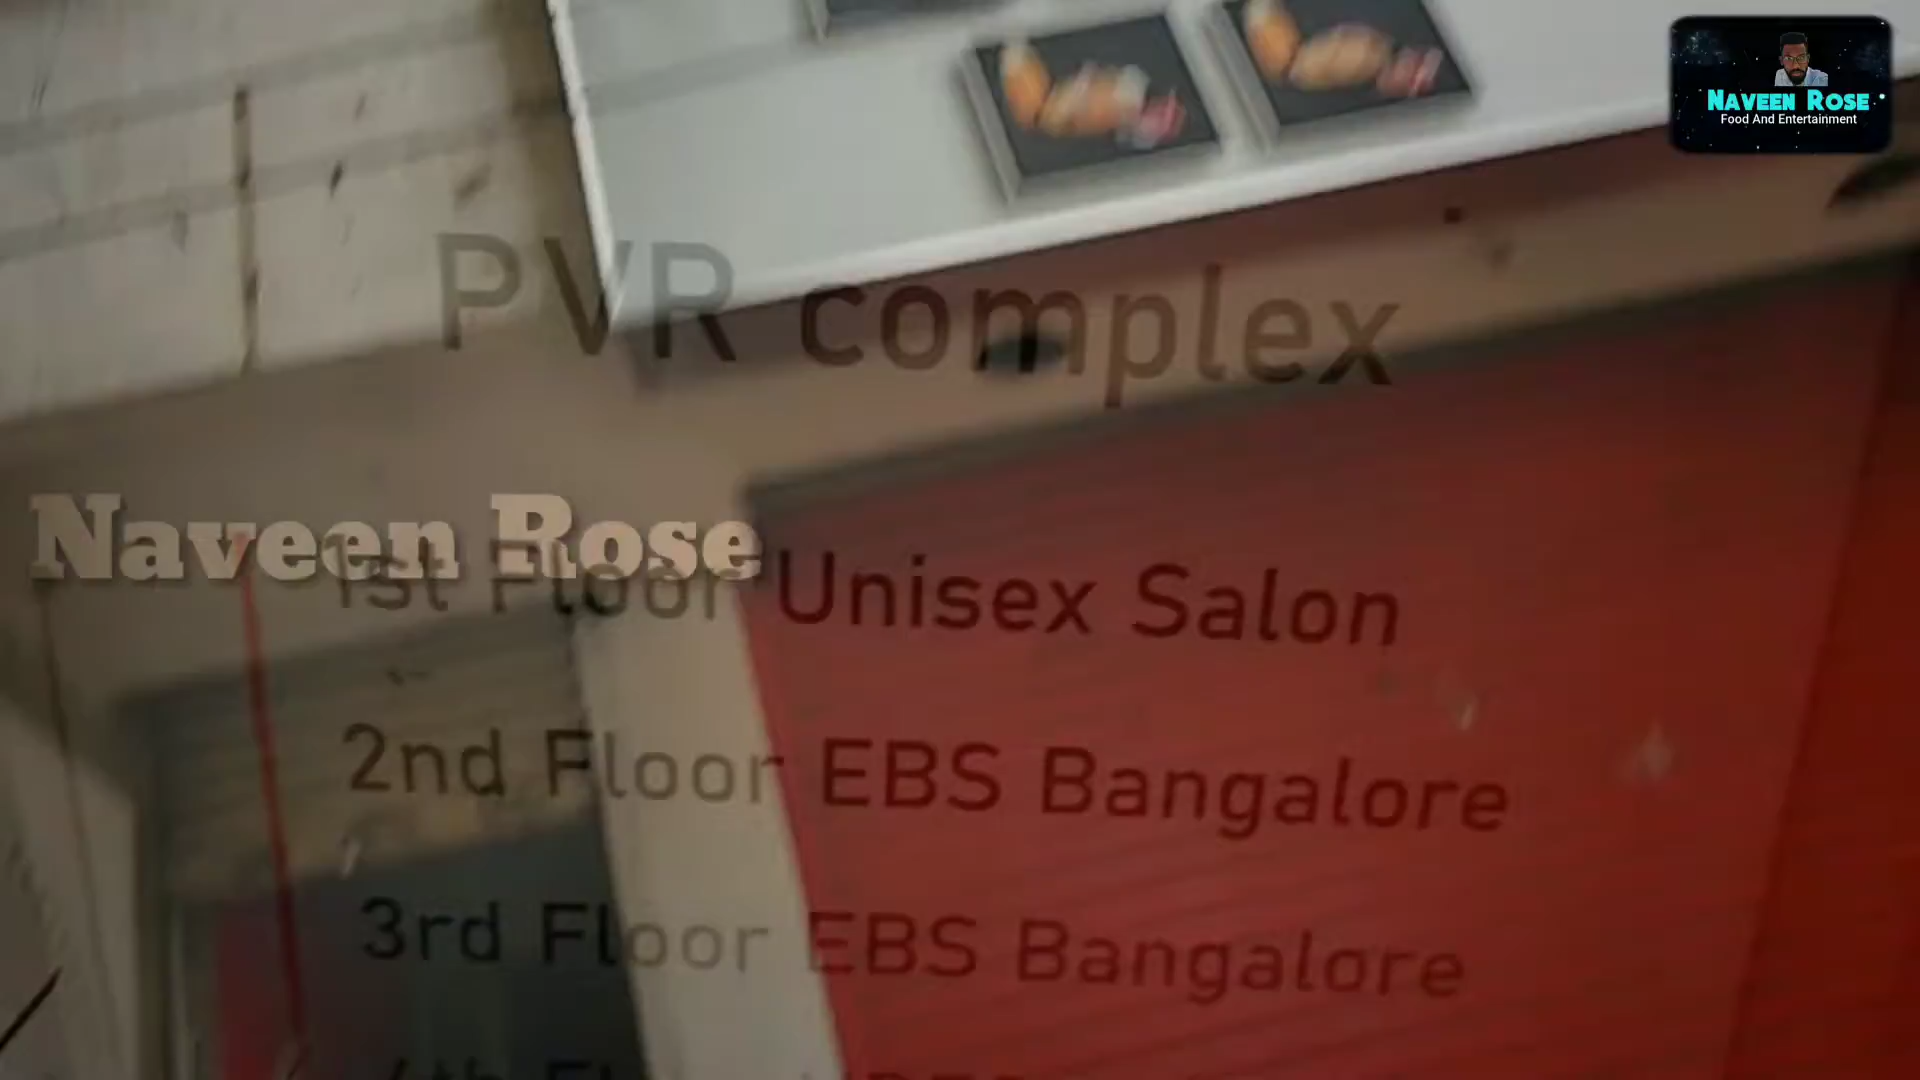 NAVEEN ROSE
Food And Entertainment
PVR complex
Naveen Rose
1st Floor Unisex Salon
2nd Floor EBS Bangalore
3rd Floor EBS Bangalore